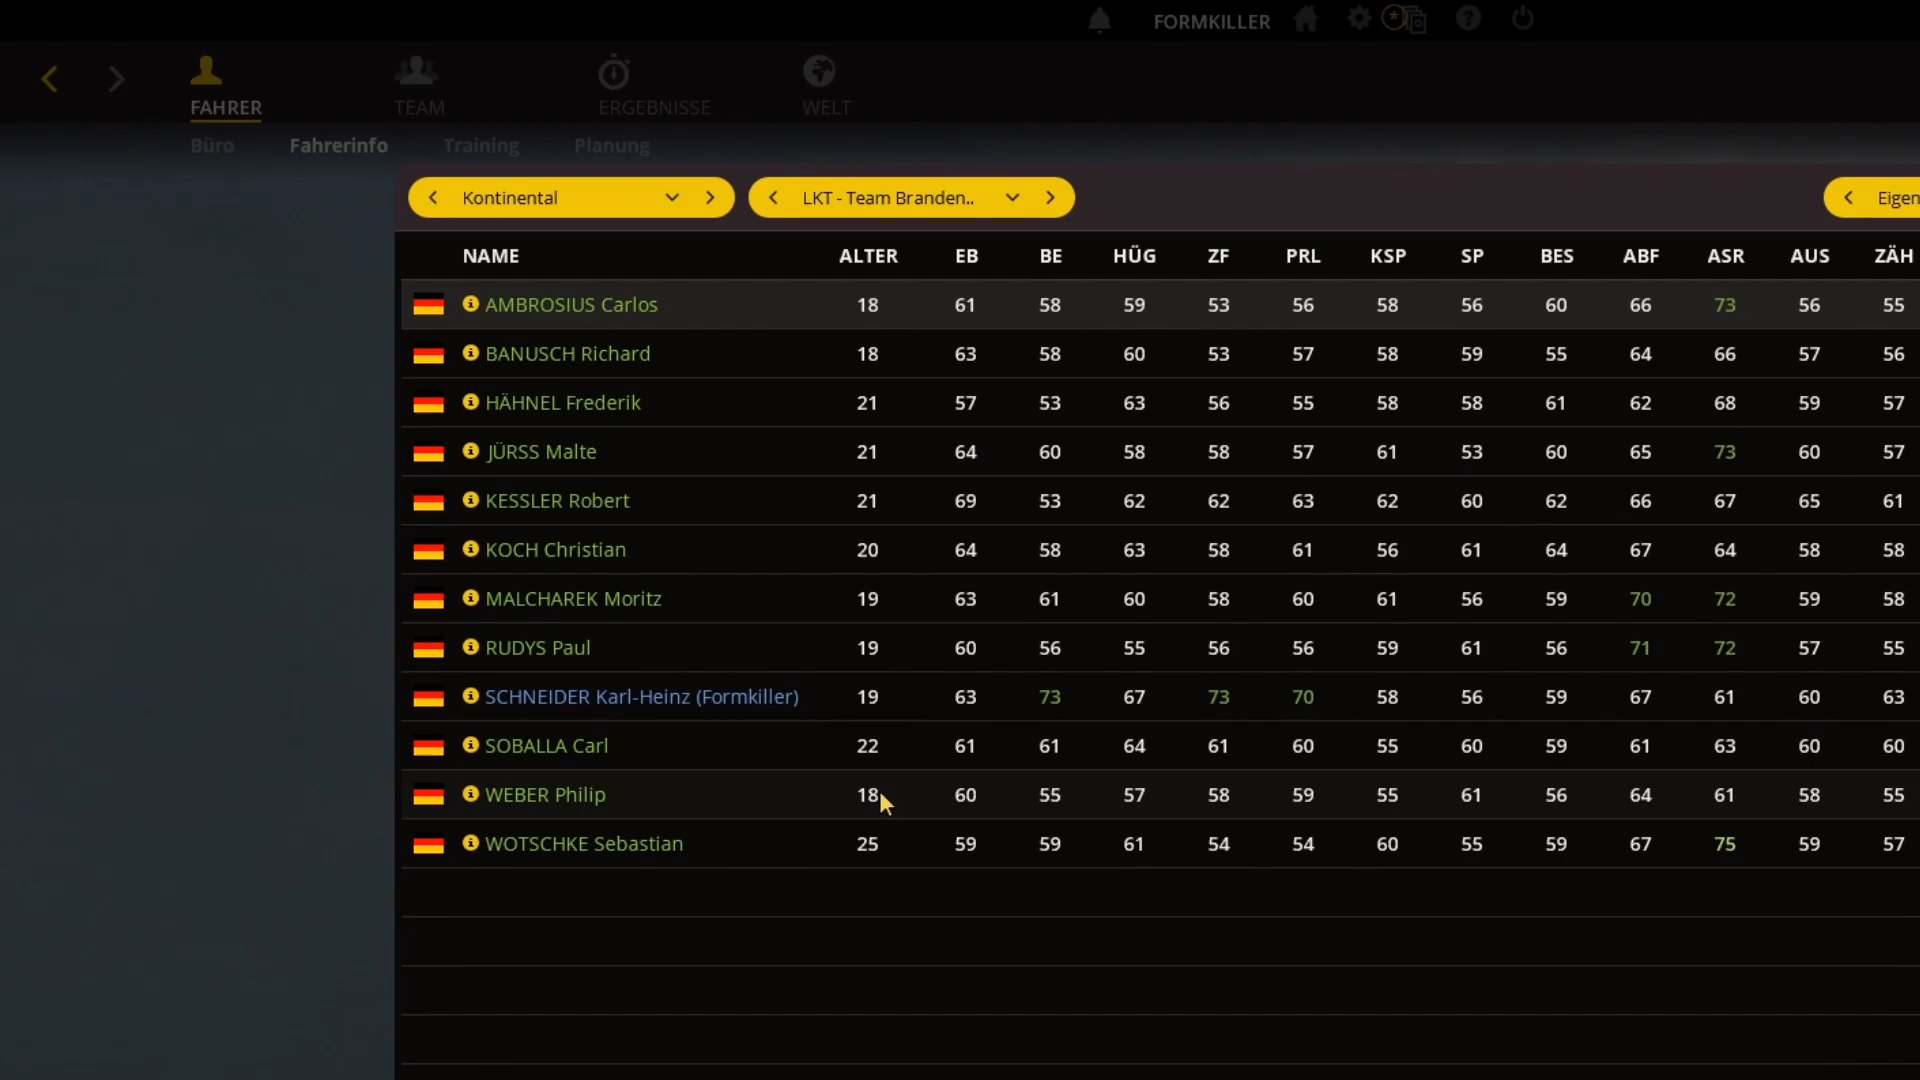 FORMKILLER
FAHRER TEAM ERGEBNISSE WELT
Büro Fahrerinfo Training Planung
Kontinental LKT - Team Branden.. Eigen
NAME ALTER EB BE HÜG ZF PRL KSP SP BES ABF ASR AUS ZÄH
AMBROSIUS Carlos 18 61 58 59 53 56 58 56 60 66 73 56 55
BANUSCH Richard 18 63 58 60 53 57 58 59 55 64 66 57 56
HÄHNEL Frederik 21 57 53 63 56 55 58 58 61 62 68 59 57
JÜRSS Malte 21 64 60 58 58 57 61 53 60 65 73 60 57
KESSLER Robert 21 69 53 62 62 63 62 60 62 66 67 65 61
KOCH Christian 20 64 58 63 58 61 56 61 64 67 64 58 58
MALCHAREK Moritz 19 63 61 60 58 60 61 56 59 70 72 59 58
RUDYS Paul 19 60 56 55 56 56 59 61 56 71 72 57 55
SCHNEIDER Karl-Heinz (Formkiller) 19 63 73 67 73 70 58 56 59 67 61 60 63
SOBALLA Carl 22 61 61 64 61 60 55 60 59 61 63 60 60
WEBER Philip 18 60 55 57 58 59 55 61 56 64 61 58 55
WOTSCHKE Sebastian 25 59 59 61 54 54 60 55 59 67 75 59 57